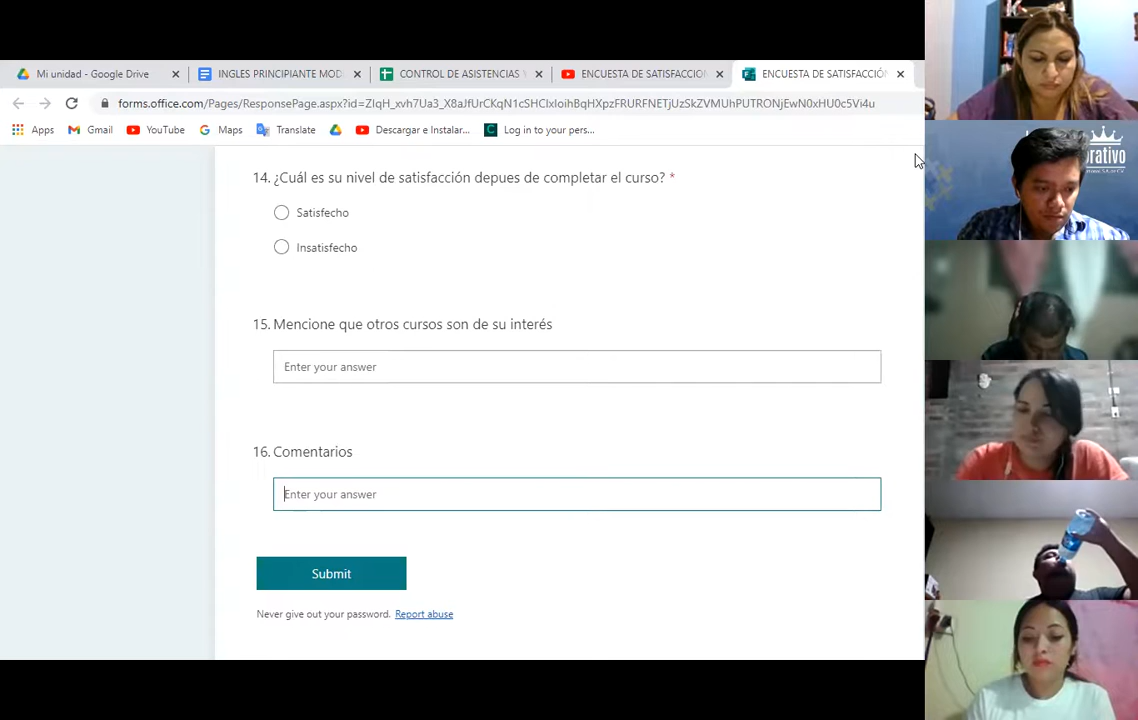 Mi unidad - Google Drive
INGLES PRINCIPIANTE MOD
CONTROL DE ASISTENCIAS Y
ENCUESTA DE SATISFACCION
ENCUESTA DE SATISFACCIÓN
forms.office.com/Pages/ResponsePage.aspx?id=ZIqH_xvh7Ua3_X8aJfUrCKqN1cSHCIxIoihBqHXpzFRURFNETjUzSkZVMUhPUTRONjEwN0xHU0c5Vi4u
Apps
Gmail
YouTube
Maps
Translate
Descargar e Instalar...
Log in to your pers...
14. ¿Cuál es su nivel de satisfacción depues de completar el curso? *
Satisfecho
Insatisfecho
15. Mencione que otros cursos son de su interés
Enter your answer
16. Comentarios
Enter your answer
Submit
Never give out your password. Report abuse